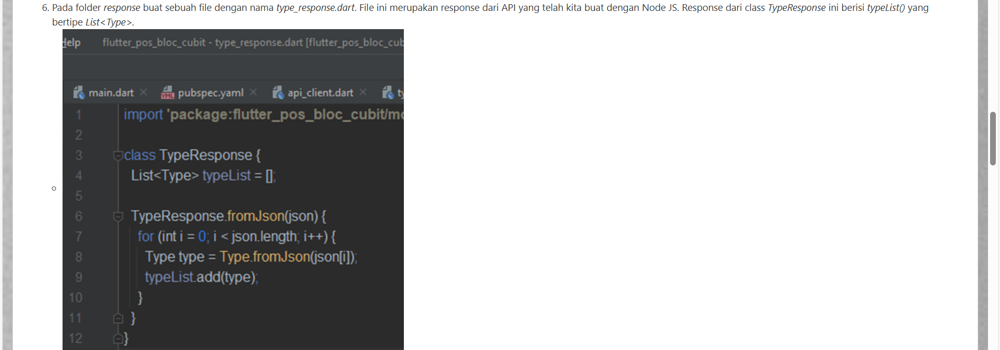 6. Pada folder response buat sebuah file dengan nama type_response.dart. File ini merupakan response dari API yang telah kita buat dengan Node JS. Response dari class TypeResponse ini berisi typeList() yang
bertipe List<Type>.
Help flutter_pos_bloc_cubit - type_response.dart [flutter_pos_bloc_cub
main.dart pubspec.yaml api_client.dart ty
1 import 'package:flutter_pos_bloc_cubit/mo
2
3 class TypeResponse {
4 List<Type> typeList = [];
5
6 TypeResponse.fromJson(json) {
7 for (int i = 0; i < json.length; i++) {
8 Type type = Type.fromJson(json[i]);
9 typeList.add(type);
10 }
11 }
12 }